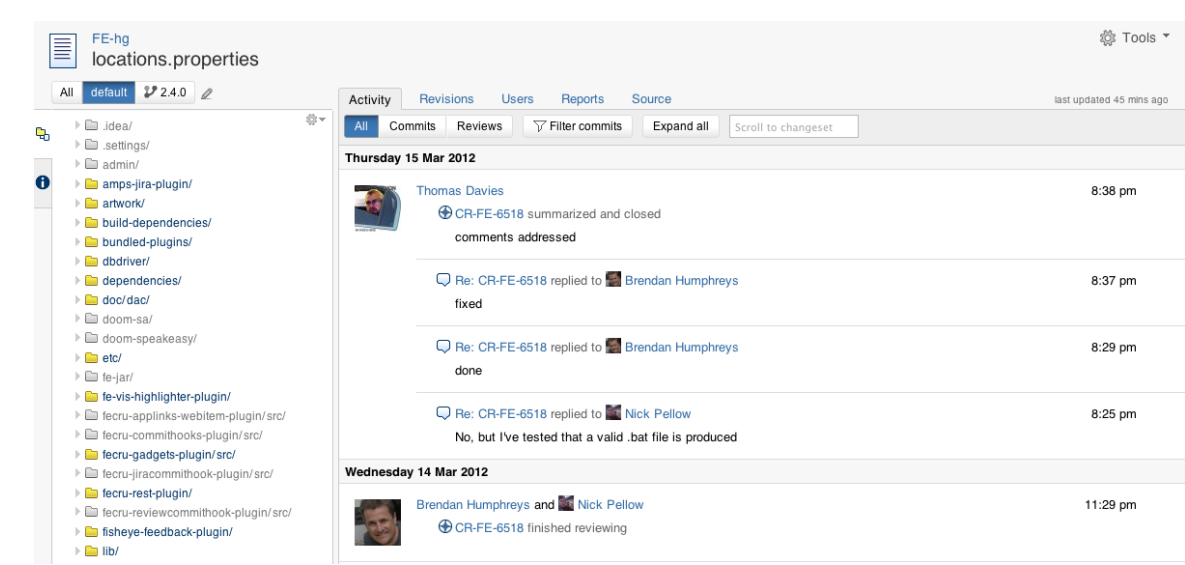 FE-hg
locations.properties
Tools
All default 2.4.0
Activity Revisions Users Reports Source
last updated 45 mins ago
All Commits Reviews Filter commits Expand all Scroll to changeset
.idea/
.settings/
admin/
amps-jira-plugin/
artwork/
build-dependencies/
bundled-plugins/
dbdriver/
dependencies/
doc/dac/
doom-sa/
doom-speakeasy/
etc/
fe-jar/
fe-vis-highlighter-plugin/
fecru-applinks-webitem-plugin/src/
fecru-commithooks-plugin/src/
fecru-gadgets-plugin/src/
fecru-jiracommithook-plugin/src/
fecru-rest-plugin/
fecru-reviewcommithook-plugin/src/
fisheye-feedback-plugin/
lib/
Thursday 15 Mar 2012
Thomas Davies 8:38 pm
CR-FE-6518 summarized and closed
comments addressed
Re: CR-FE-6518 replied to Brendan Humphreys 8:37 pm
fixed
Re: CR-FE-6518 replied to Brendan Humphreys 8:29 pm
done
Re: CR-FE-6518 replied to Nick Pellow 8:25 pm
No, but I've tested that a valid .bat file is produced
Wednesday 14 Mar 2012
Brendan Humphreys and Nick Pellow 11:29 pm
CR-FE-6518 finished reviewing